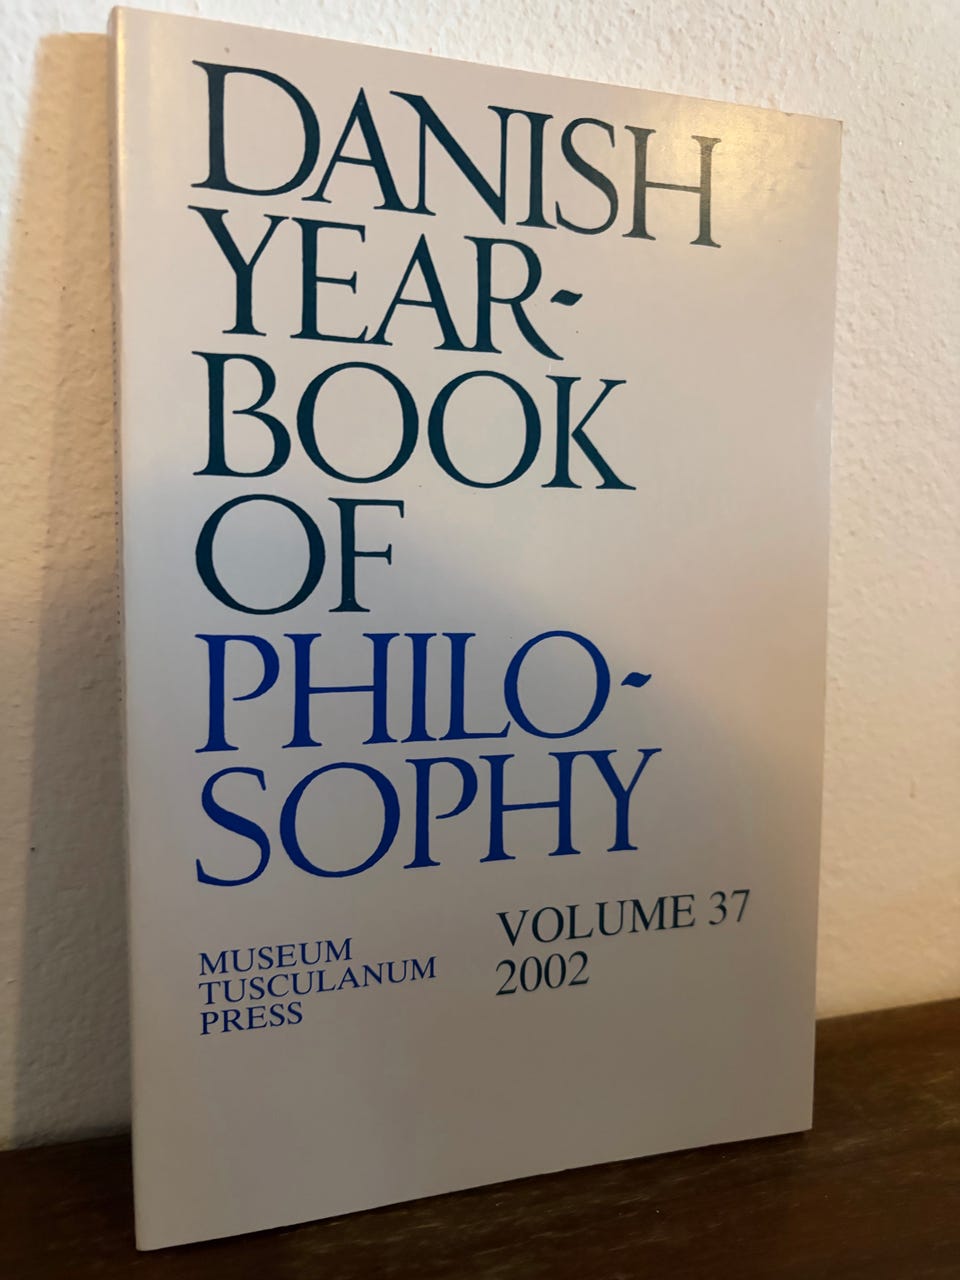 DANISH
YEAR-
BOOK
OF
PHILO-
SOPHY
MUSEUM
TUSCULANUM
PRESS
VOLUME 37
2002